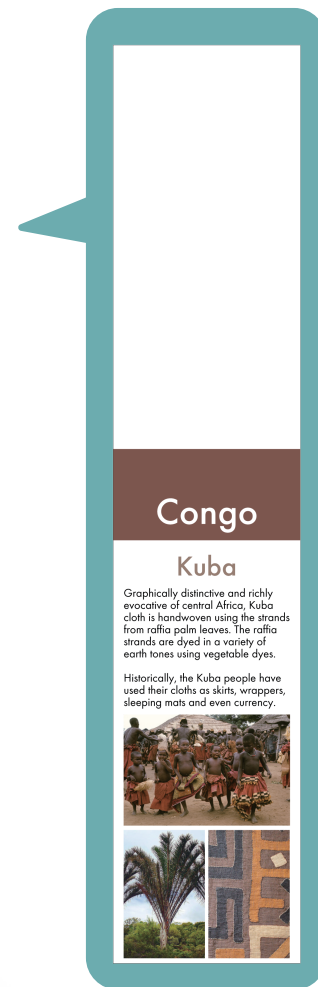 Congo
Kuba
Graphically distinctive and richly
evocative of central Africa, Kuba
cloth is handwoven using the strands
from raffia palm leaves. The raffia
strands are dyed in a variety of
earth tones using vegetable dyes.
Historically, the Kuba people have
used their cloths as skirts, wrappers,
sleeping mats and even currency.